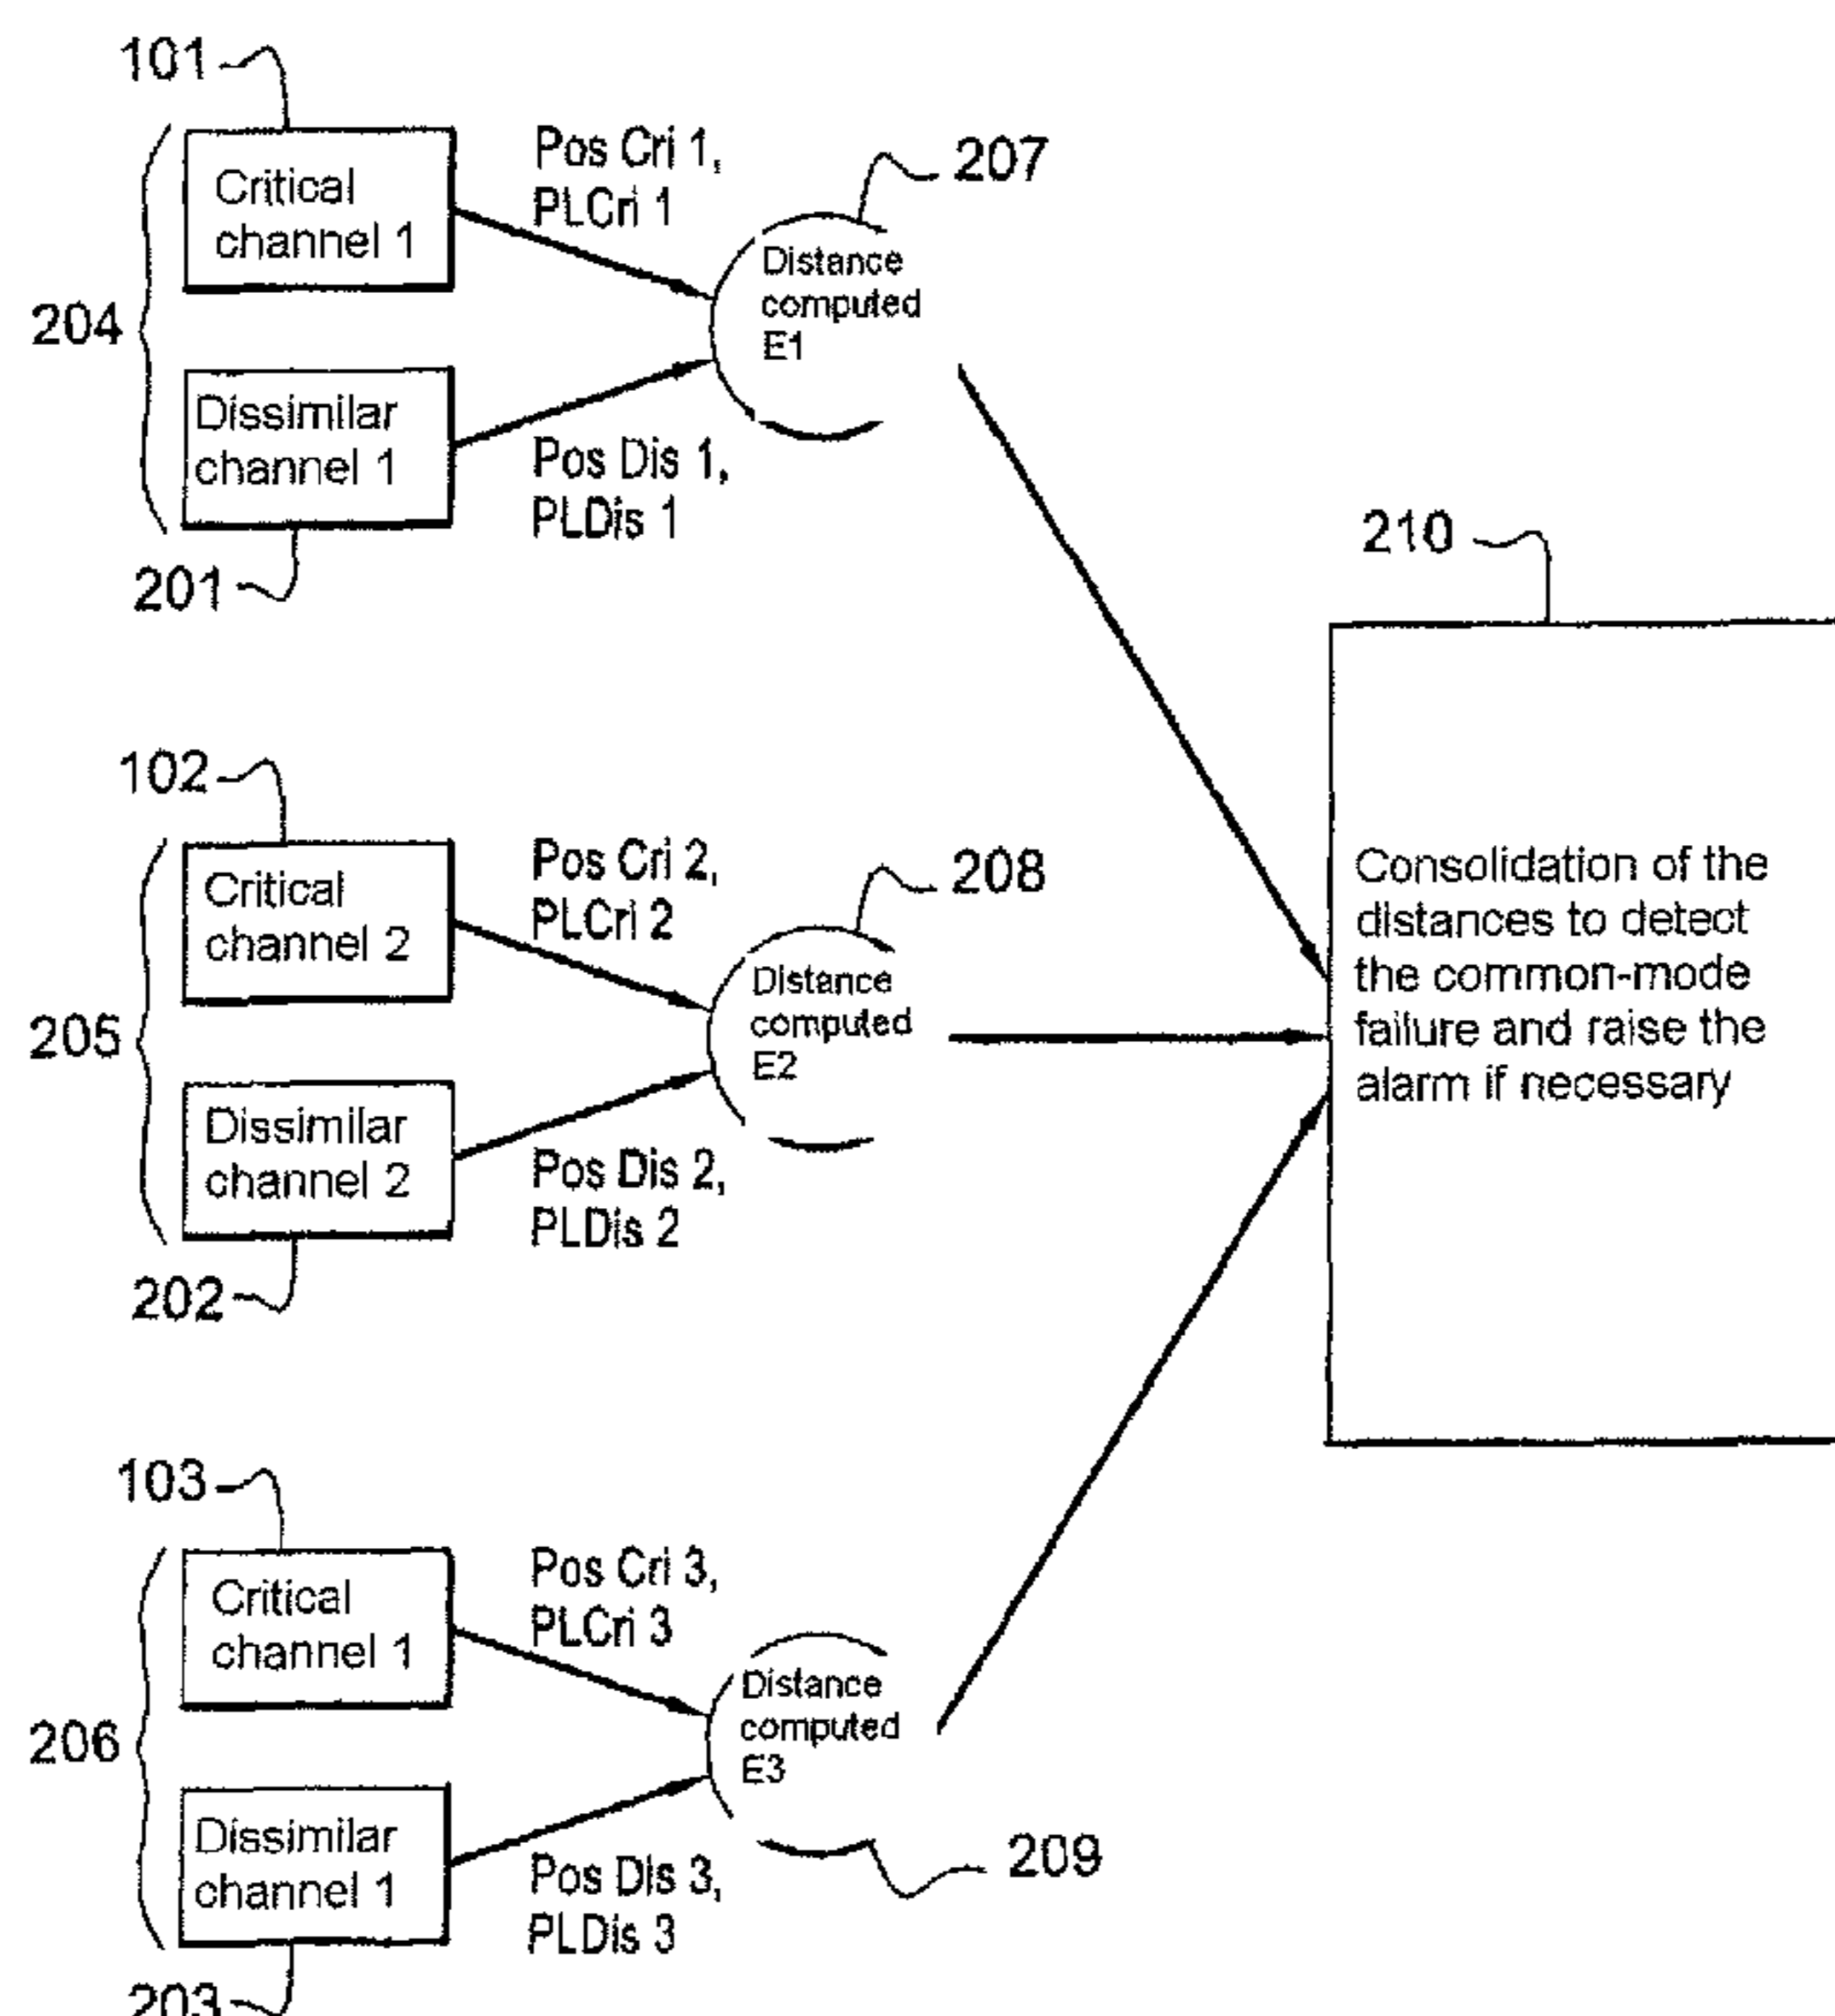 101
Critical
channel 1
Pos Cri 1,
PLCri 1
207
Distance
computed
E1
204
Dissimilar
channel 1
Pos Dis 1,
PLDis 1
201
210
102
Critical
channel 2
Pos Cri 2,
PLCri 2
208
Distance
computed
E2
205
Dissimilar
channel 2
Pos Dis 2,
PLDis 2
202
Consolidation of the
distances to detect
the common-mode
failure and raise the
alarm if necessary
103
Critical
channel 1
Pos Cri 3,
PLCri 3
Distance
computed
E3
206
209
Dissimilar
channel 1
Pos Dis 3,
PLDis 3
203